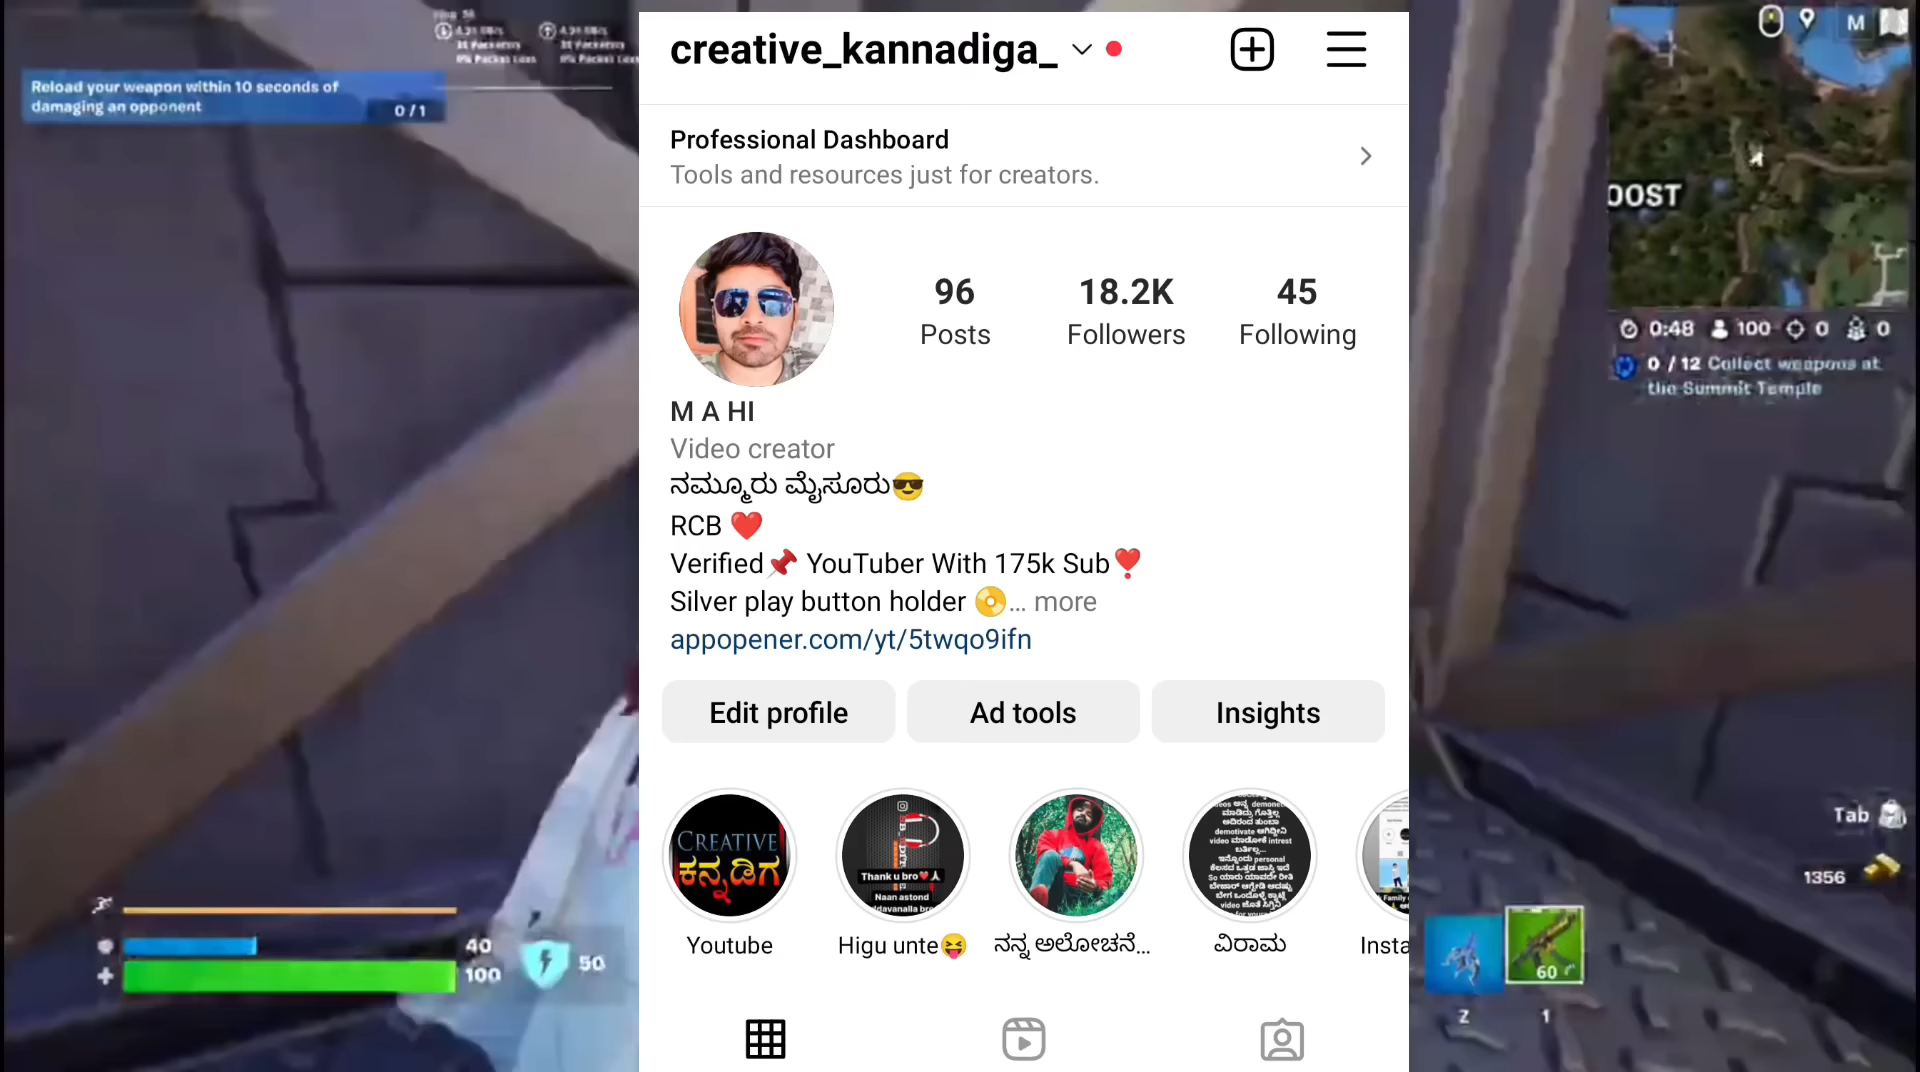 Reload your weapon within 10 seconds of
damaging an opponent
0 / 1
creative_kannadiga_
Professional Dashboard
Tools and resources just for creators.
96
Posts
18.2K
Followers
45
Following
M A HI
Video creator
ನಮ್ಮೂರು ಮೈಸೂರು😎
RCB ❤️
Verified📌 YouTuber With 175k Sub❣️
Silver play button holder 📀... more
appopener.com/yt/5twqo9ifn
Edit profile
Ad tools
Insights
CREATIVE
ಕನ್ನಡಿಗ
Thank u bro❤️🙏
Naan astond
Youtube
Higu unte😝
ನನ್ನ ಅಲೋಚನೆ...
ವಿರಾಮ
Insta
M
OOST
0:48
100
0
0
0 / 12 Collect weapons at
the Summit Temple
Tab
1356
60
Z
1
40
100
50